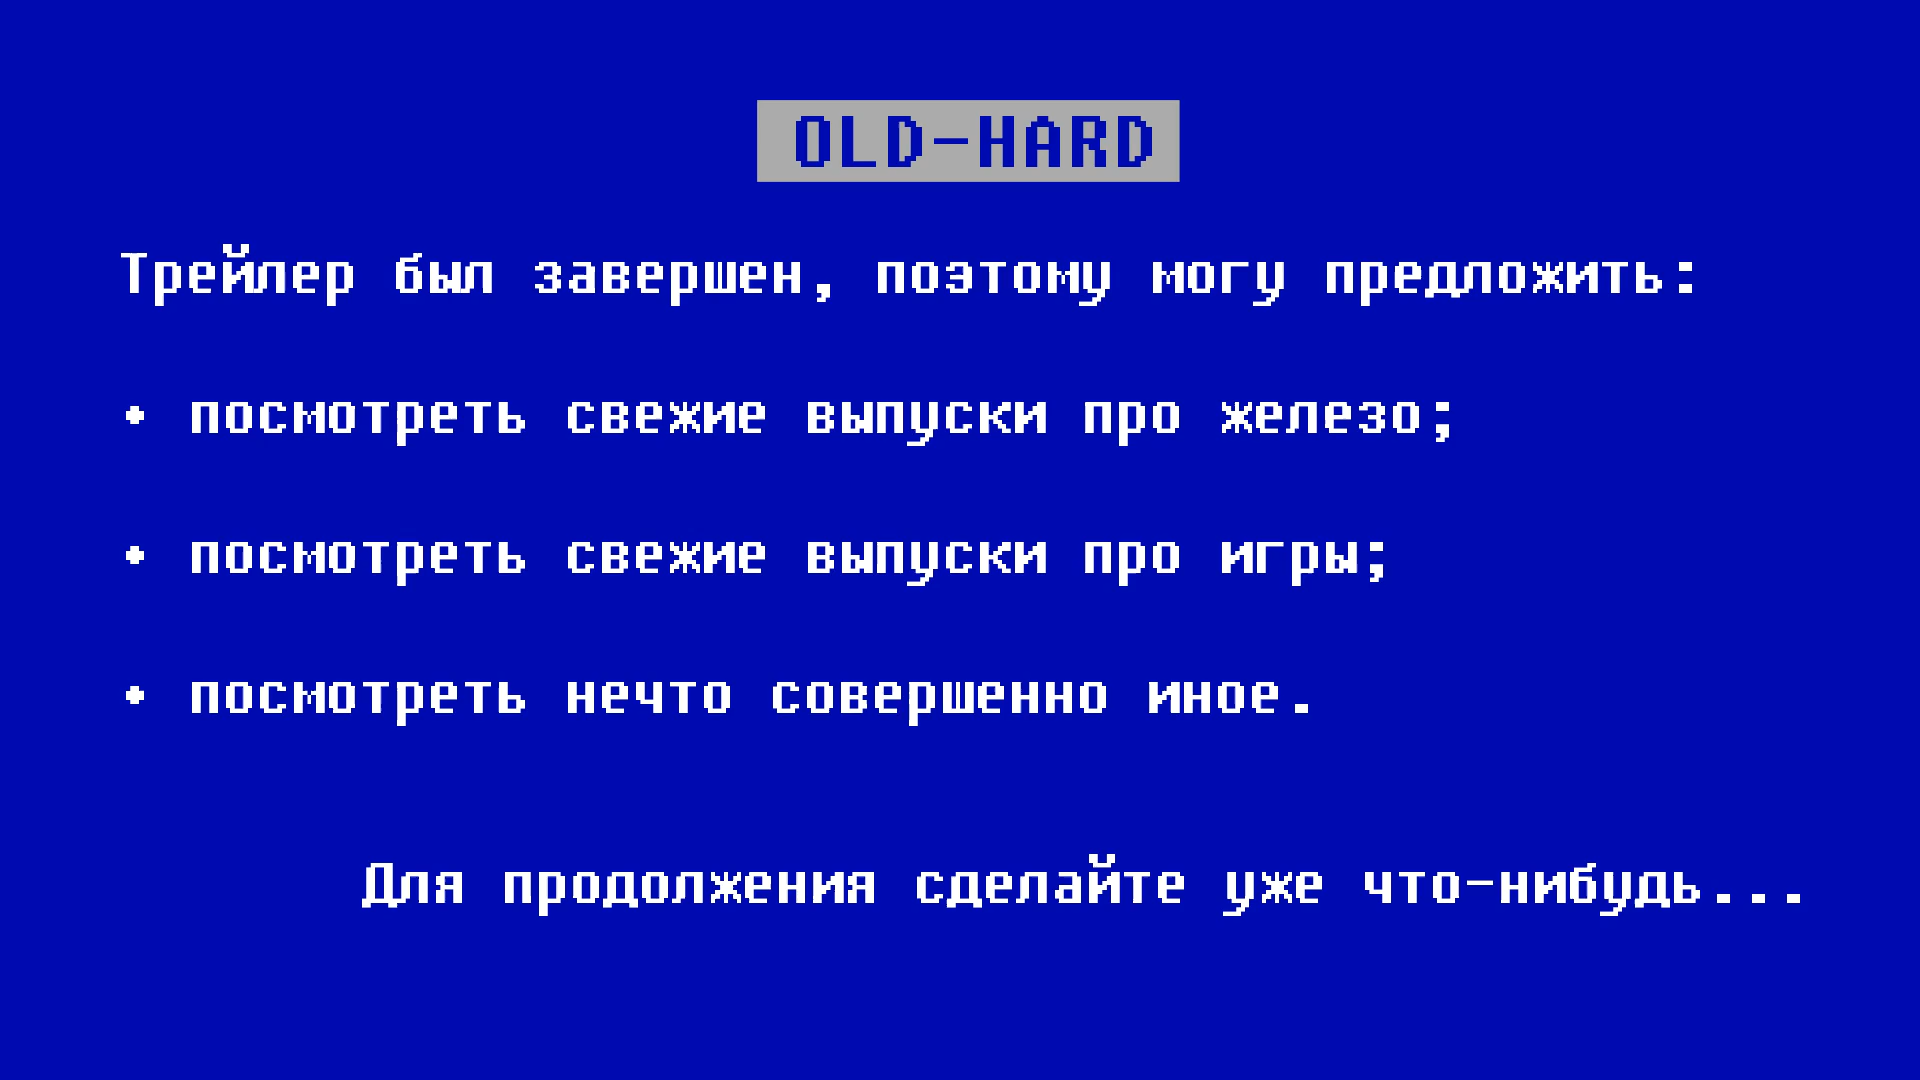 OLD-HARD
Трейлер был завершен, поэтому могу предложить:
• посмотреть свежие выпуски про железо;
• посмотреть свежие выпуски про игры;
• посмотреть нечто совершенно иное.
Для продолжения сделайте уже что-нибудь...